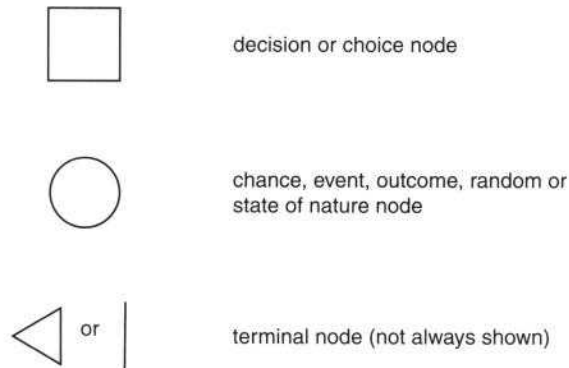 decision or choice node
chance, event, outcome, random or
state of nature node
or
terminal node (not always shown)